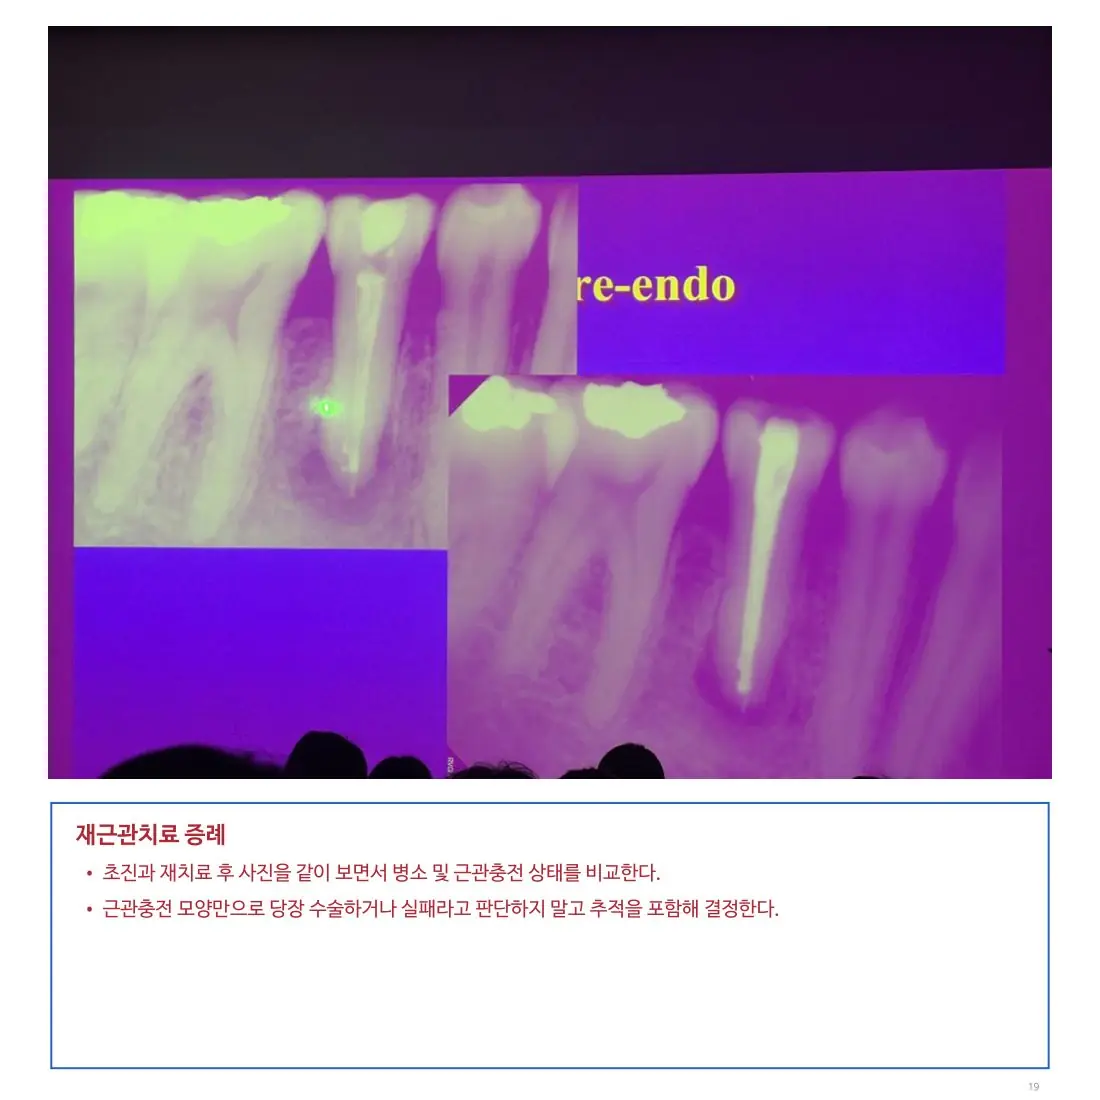 re-endo
재근관치료 증례
• 초진과 재치료 후 사진을 같이 보면서 병소 및 근관충전 상태를 비교한다.
• 근관충전 모양만으로 당장 수술하거나 실패라고 판단하지 말고 추적을 포함해 결정한다.
19